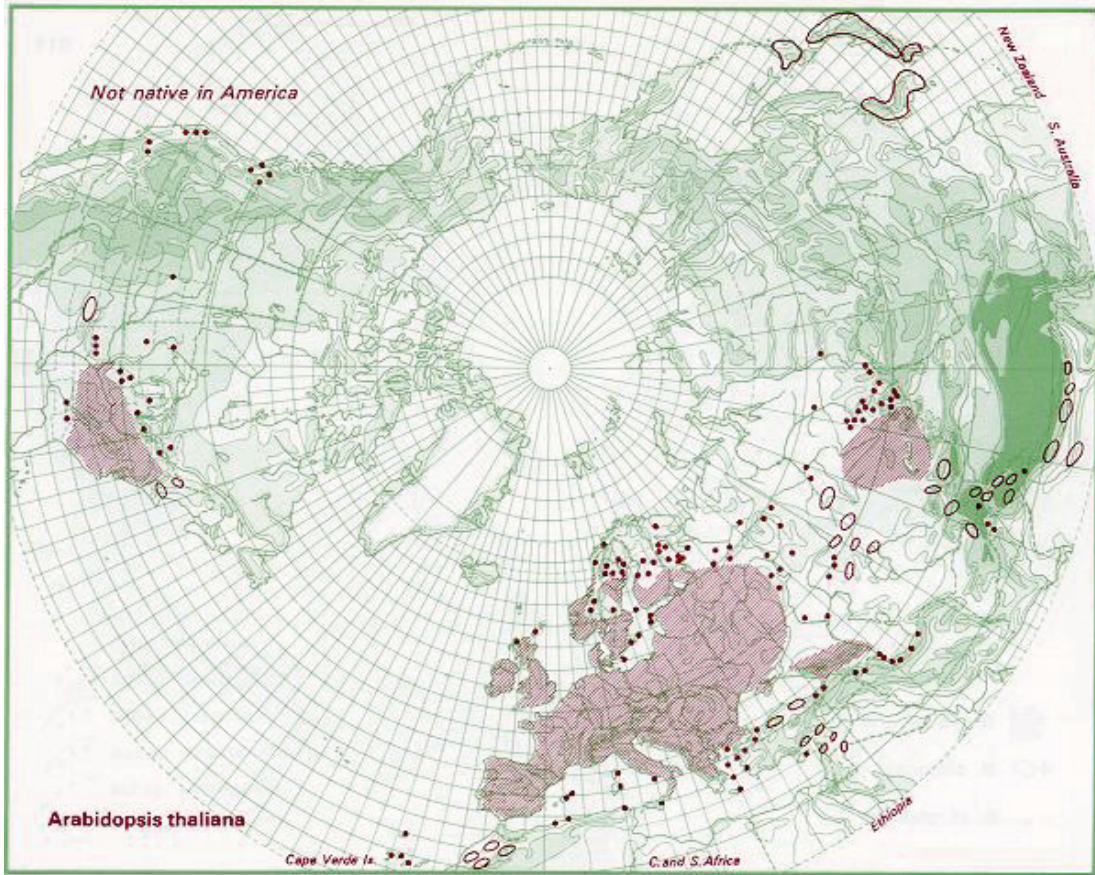 Not native in America
New Zealand
S. Australia
Arabidopsis thaliana
Cape Verde Is.
C. and S. Africa
Ethiopia